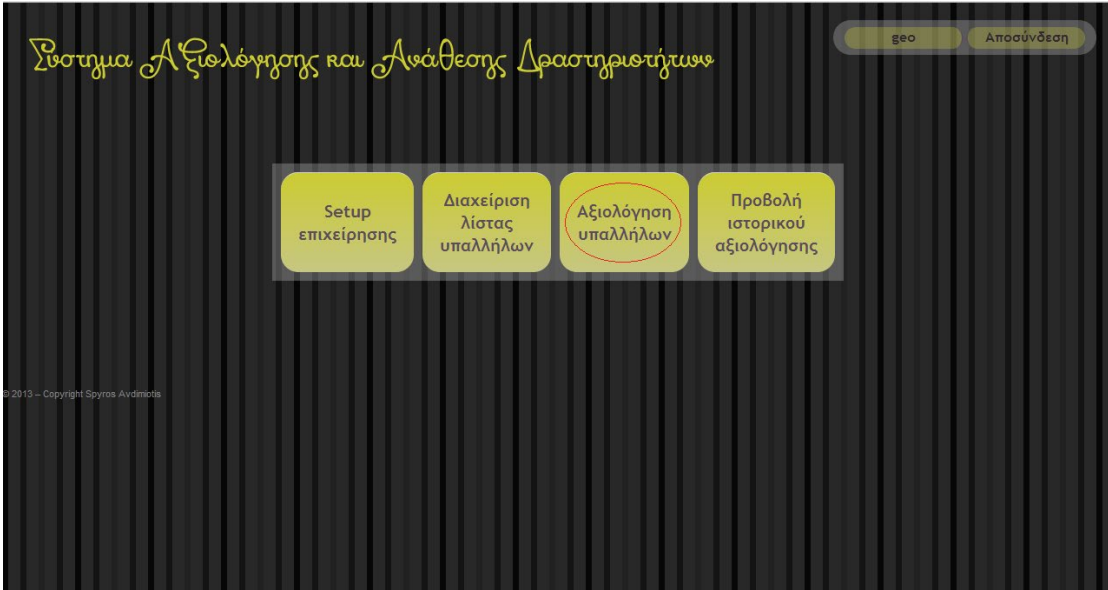 Σύστημα Αξιολόγησης και Ανάθεσης Δραστηριοτήτων
geo
Αποσύνδεση
Setup
επιχείρησης
Διαχείριση
λίστας
υπαλλήλων
Αξιολόγηση
υπαλλήλων
Προβολή
ιστορικού
αξιολόγησης
© 2013 – Copyright Spyros Avdimiotis